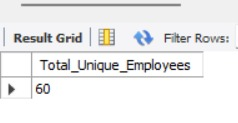 Result Grid Filter Rows:
Total_Unique_Employees
60